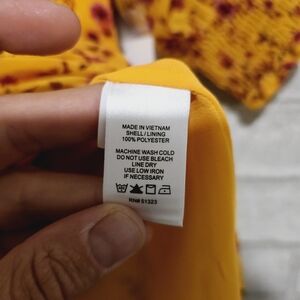 MADE IN VIETNAM
SHELL/LINING
100% POLYESTER
MACHINE WASH COLD
DO NOT USE BLEACH
LINE DRY
USE LOW IRON
IF NECESSARY
RN# 51323